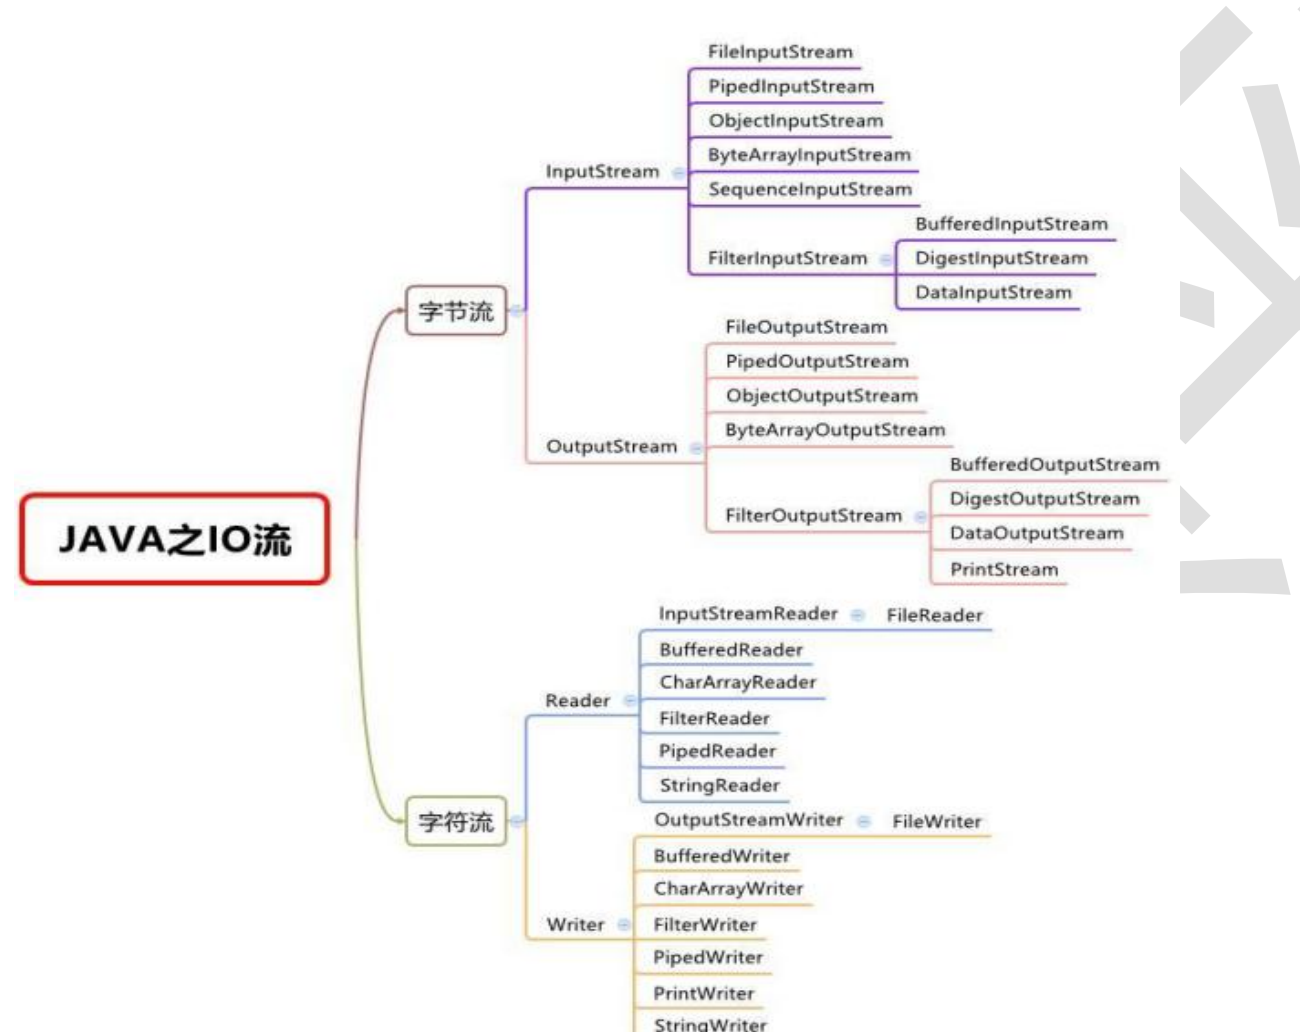 JAVA之IO流
字节流
InputStream
FileInputStream
PipedInputStream
ObjectInputStream
ByteArrayInputStream
SequenceInputStream
FilterInputStream
BufferedInputStream
DigestInputStream
DataInputStream
OutputStream
FileOutputStream
PipedOutputStream
ObjectOutputStream
ByteArrayOutputStream
FilterOutputStream
BufferedOutputStream
DigestOutputStream
DataOutputStream
PrintStream
字符流
Reader
InputStreamReader
FileReader
BufferedReader
CharArrayReader
FilterReader
PipedReader
StringReader
Writer
OutputStreamWriter
FileWriter
BufferedWriter
CharArrayWriter
FilterWriter
PipedWriter
PrintWriter
StringWriter